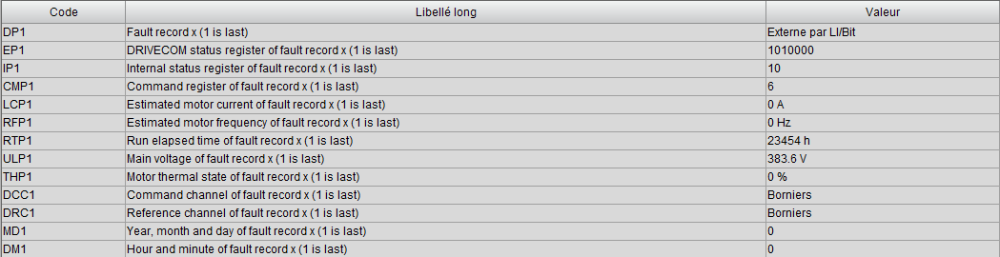 Code Libellé long Valeur
DP1 Fault record x (1 is last) Externe par LI/Bit
EP1 DRIVECOM status register of fault record x (1 is last) 1010000
IP1 Internal status register of fault record x (1 is last) 10
CMP1 Command register of fault record x (1 is last) 6
LCP1 Estimated motor current of fault record x (1 is last) 0 A
RFP1 Estimated motor frequency of fault record x (1 is last) 0 Hz
RTP1 Run elapsed time of fault record x (1 is last) 23454 h
ULP1 Main voltage of fault record x (1 is last) 383.6 V
THP1 Motor thermal state of fault record x (1 is last) 0 %
DCC1 Command channel of fault record x (1 is last) Borniers
DRC1 Reference channel of fault record x (1 is last) Borniers
MD1 Year, month and day of fault record x (1 is last) 0
DM1 Hour and minute of fault record x (1 is last) 0